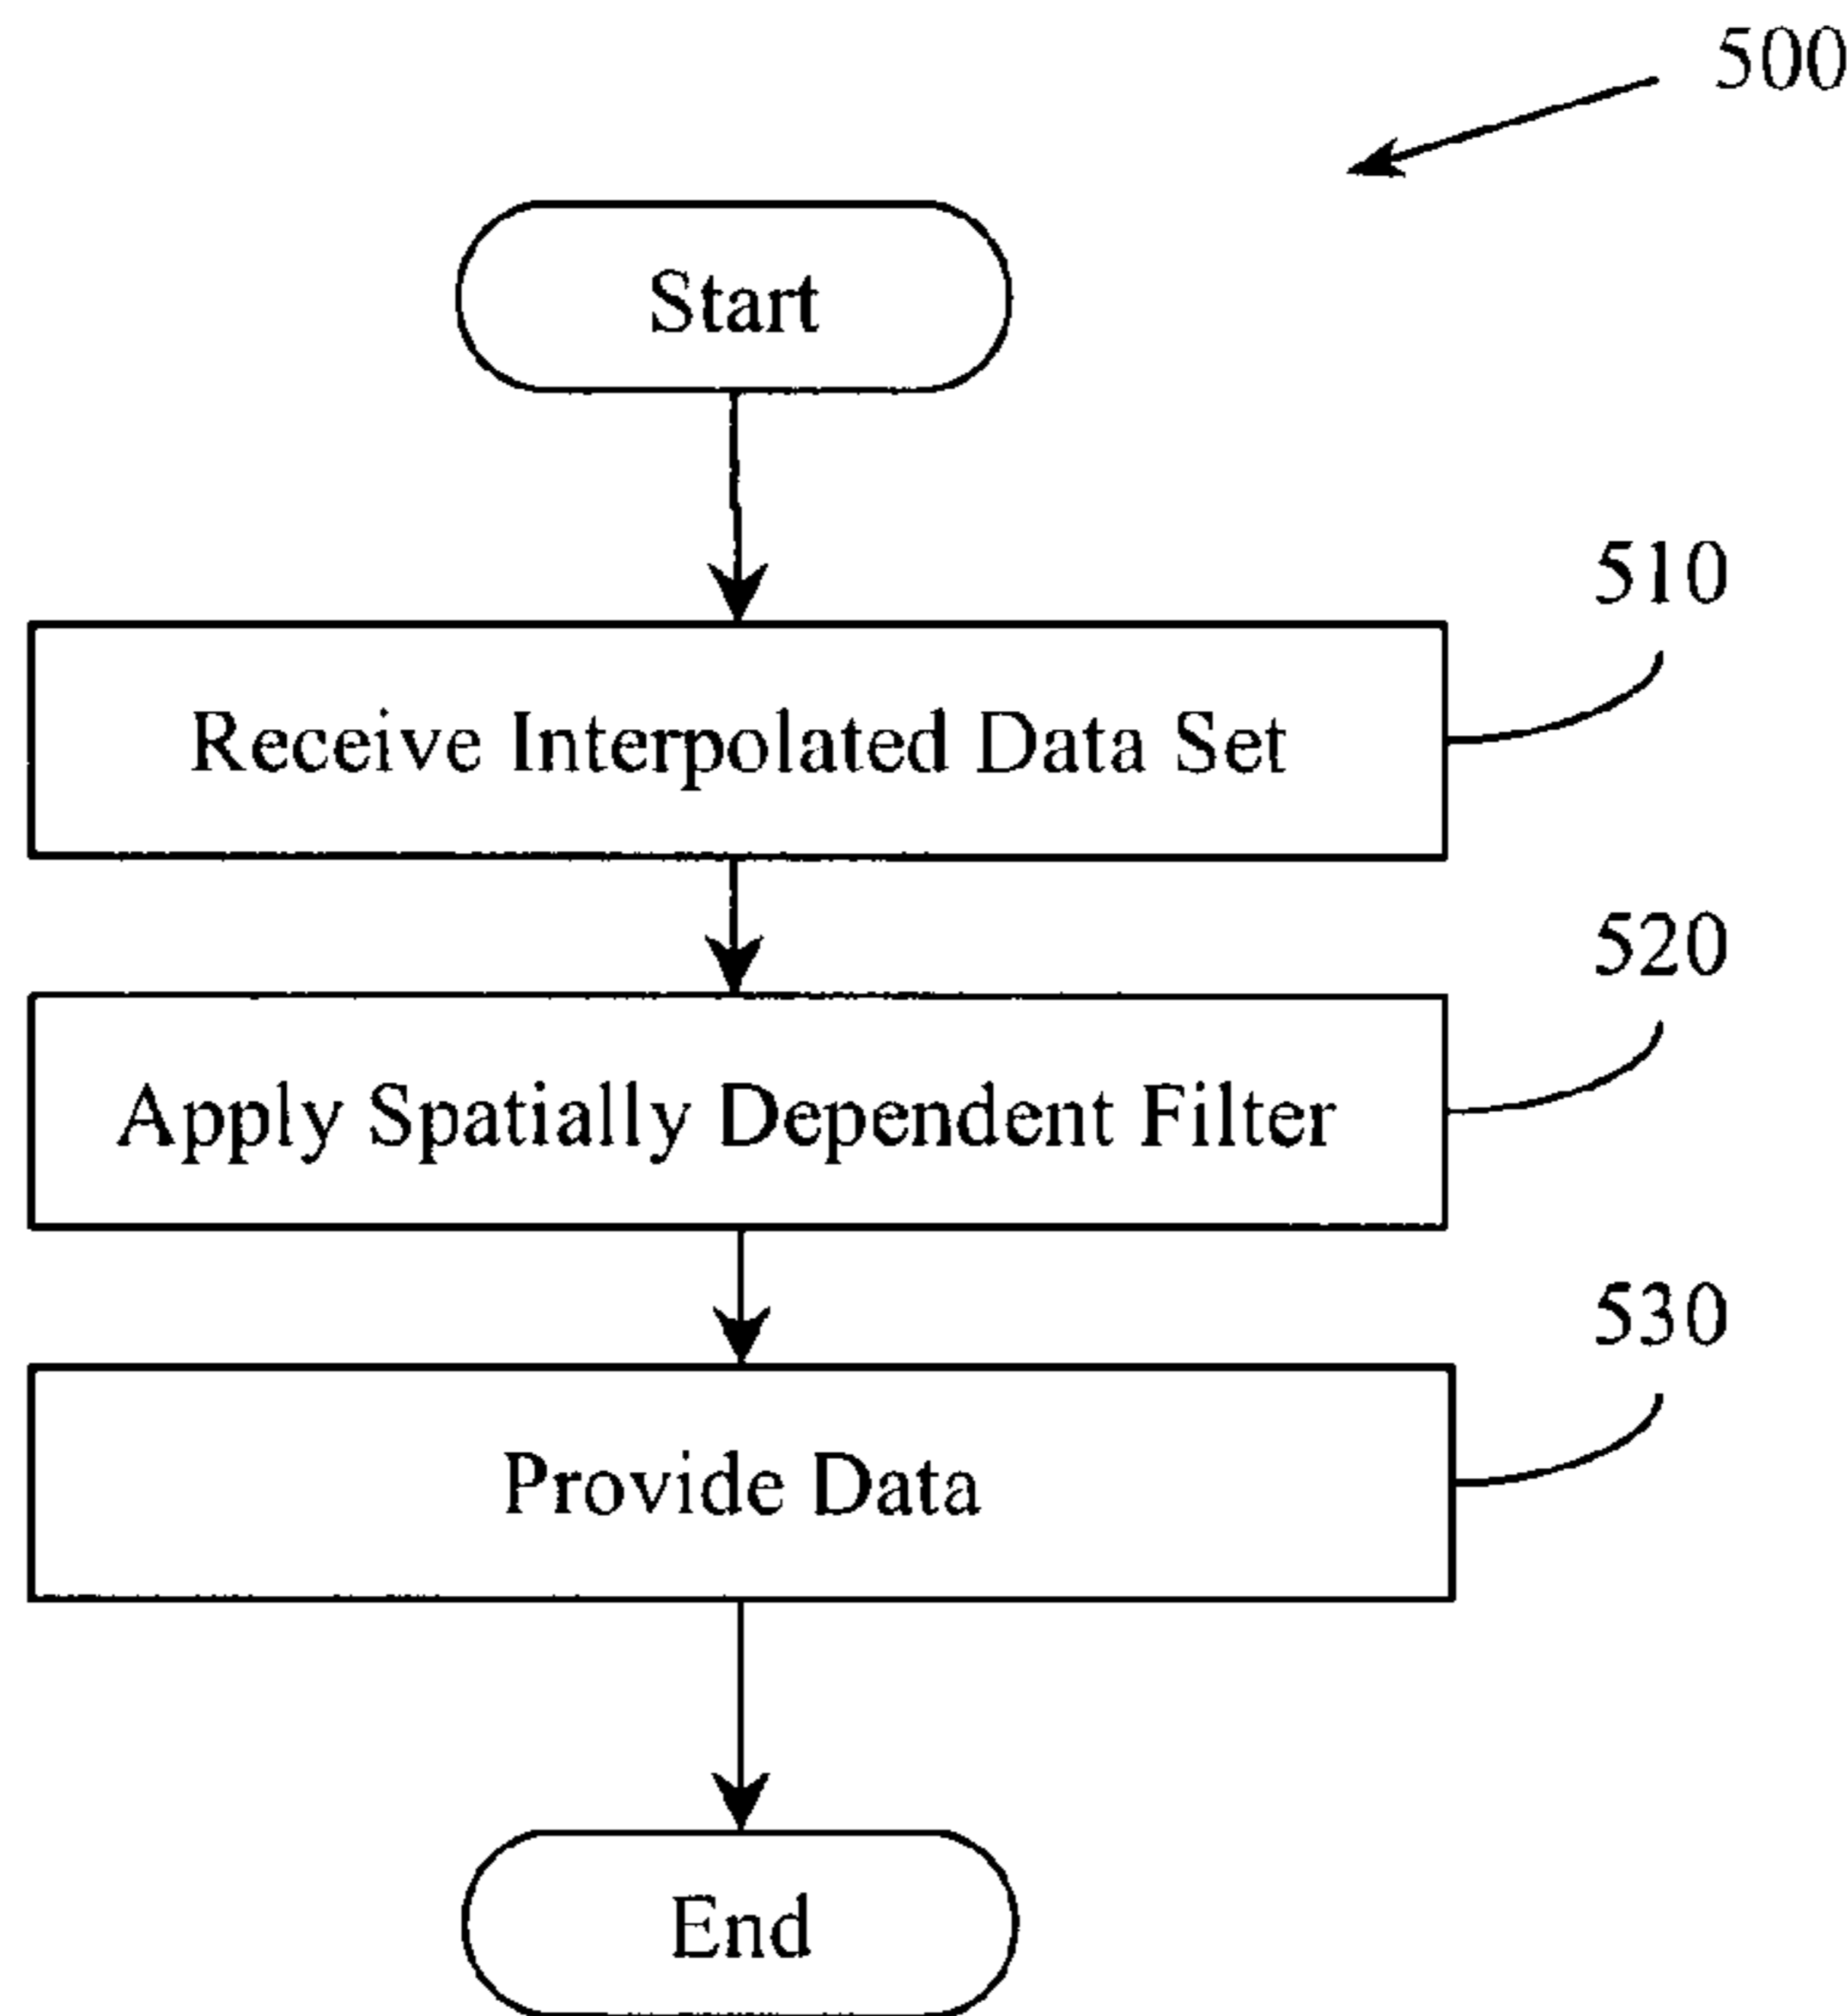 500
Start
510
Receive Interpolated Data Set
520
Apply Spatially Dependent Filter
530
Provide Data
End